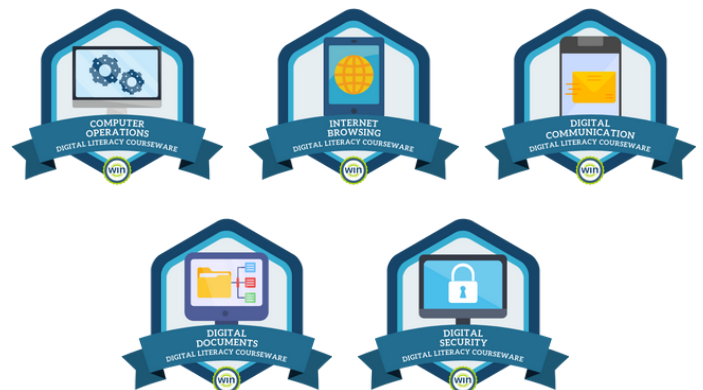 COMPUTER
OPERATIONS
DIGITAL LITERACY COURSEWARE
win
INTERNET
BROWSING
DIGITAL LITERACY COURSEWARE
win
DIGITAL
COMMUNICATION
DIGITAL LITERACY COURSEWARE
win
DIGITAL
DOCUMENTS
DIGITAL LITERACY COURSEWARE
win
DIGITAL
SECURITY
DIGITAL LITERACY COURSEWARE
win